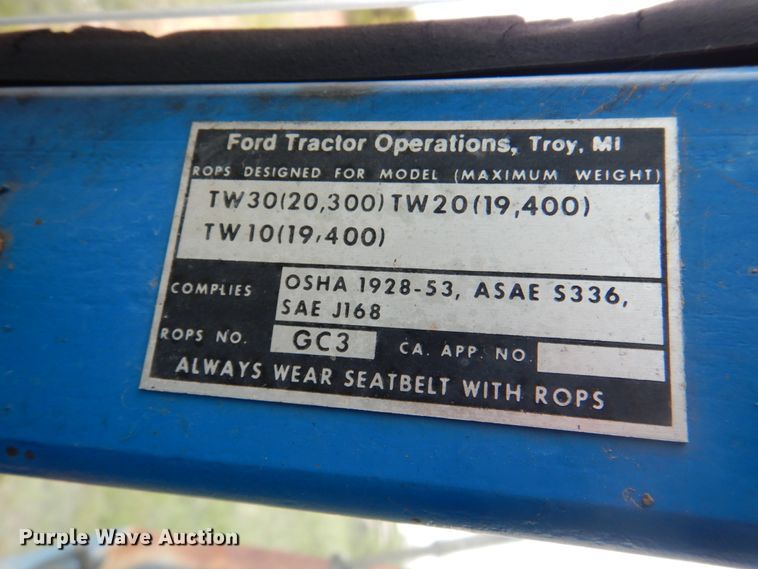 Ford Tractor Operations, Troy, MI
ROPS DESIGNED FOR MODEL (MAXIMUM WEIGHT)
TW30(20,300) TW20(19,400)
TW10(19,400)
COMPLIES OSHA 1928-53, ASAE S336,
SAE J168
ROPS NO. GC3 CA. APP. NO.
ALWAYS WEAR SEATBELT WITH ROPS
Purple Wave Auction